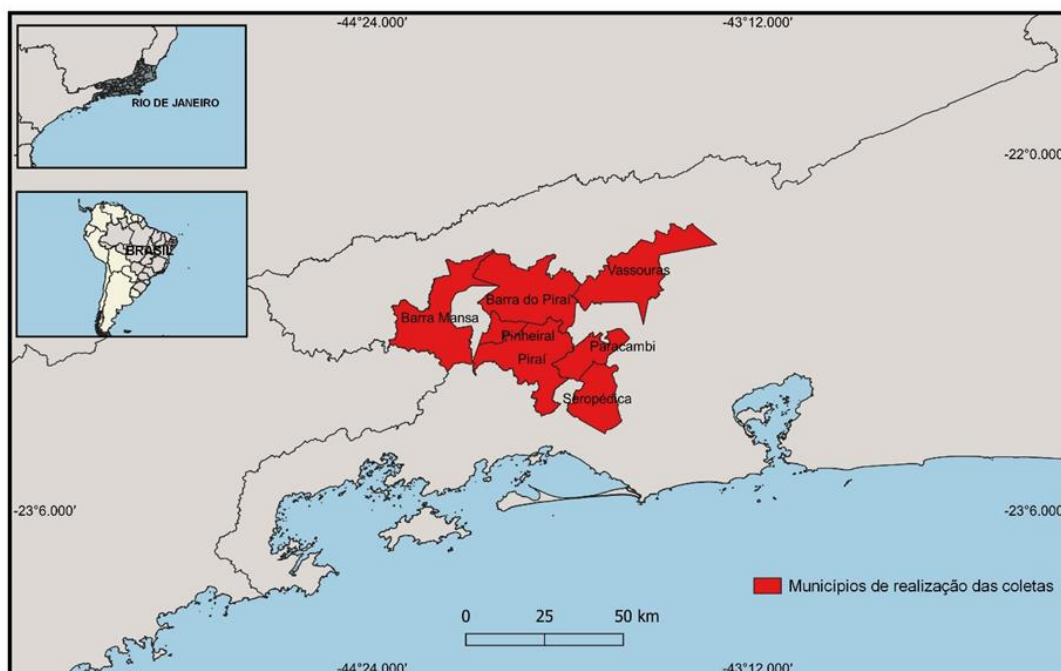 -44°24.000'
-43°12.000'
RIO DE JANEIRO
-22°0.000'
BRASIL
Vassouras
Barra do Piraí
Barra Mansa
Pinheiral
Paracambi
Piraí
Seropédica
-23°6.000'
-23°6.000'
Municípios de realização das coletas
0 25 50 km
-44°24.000'
-43°12.000'